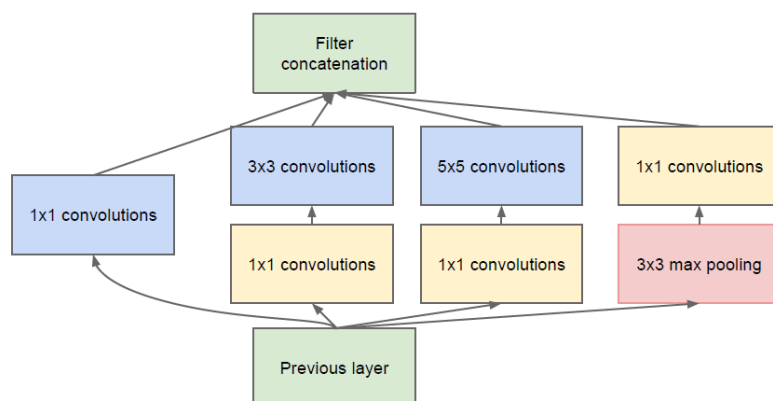 Filter
concatenation
3x3 convolutions
5x5 convolutions
1x1 convolutions
1x1 convolutions
1x1 convolutions
1x1 convolutions
3x3 max pooling
Previous layer